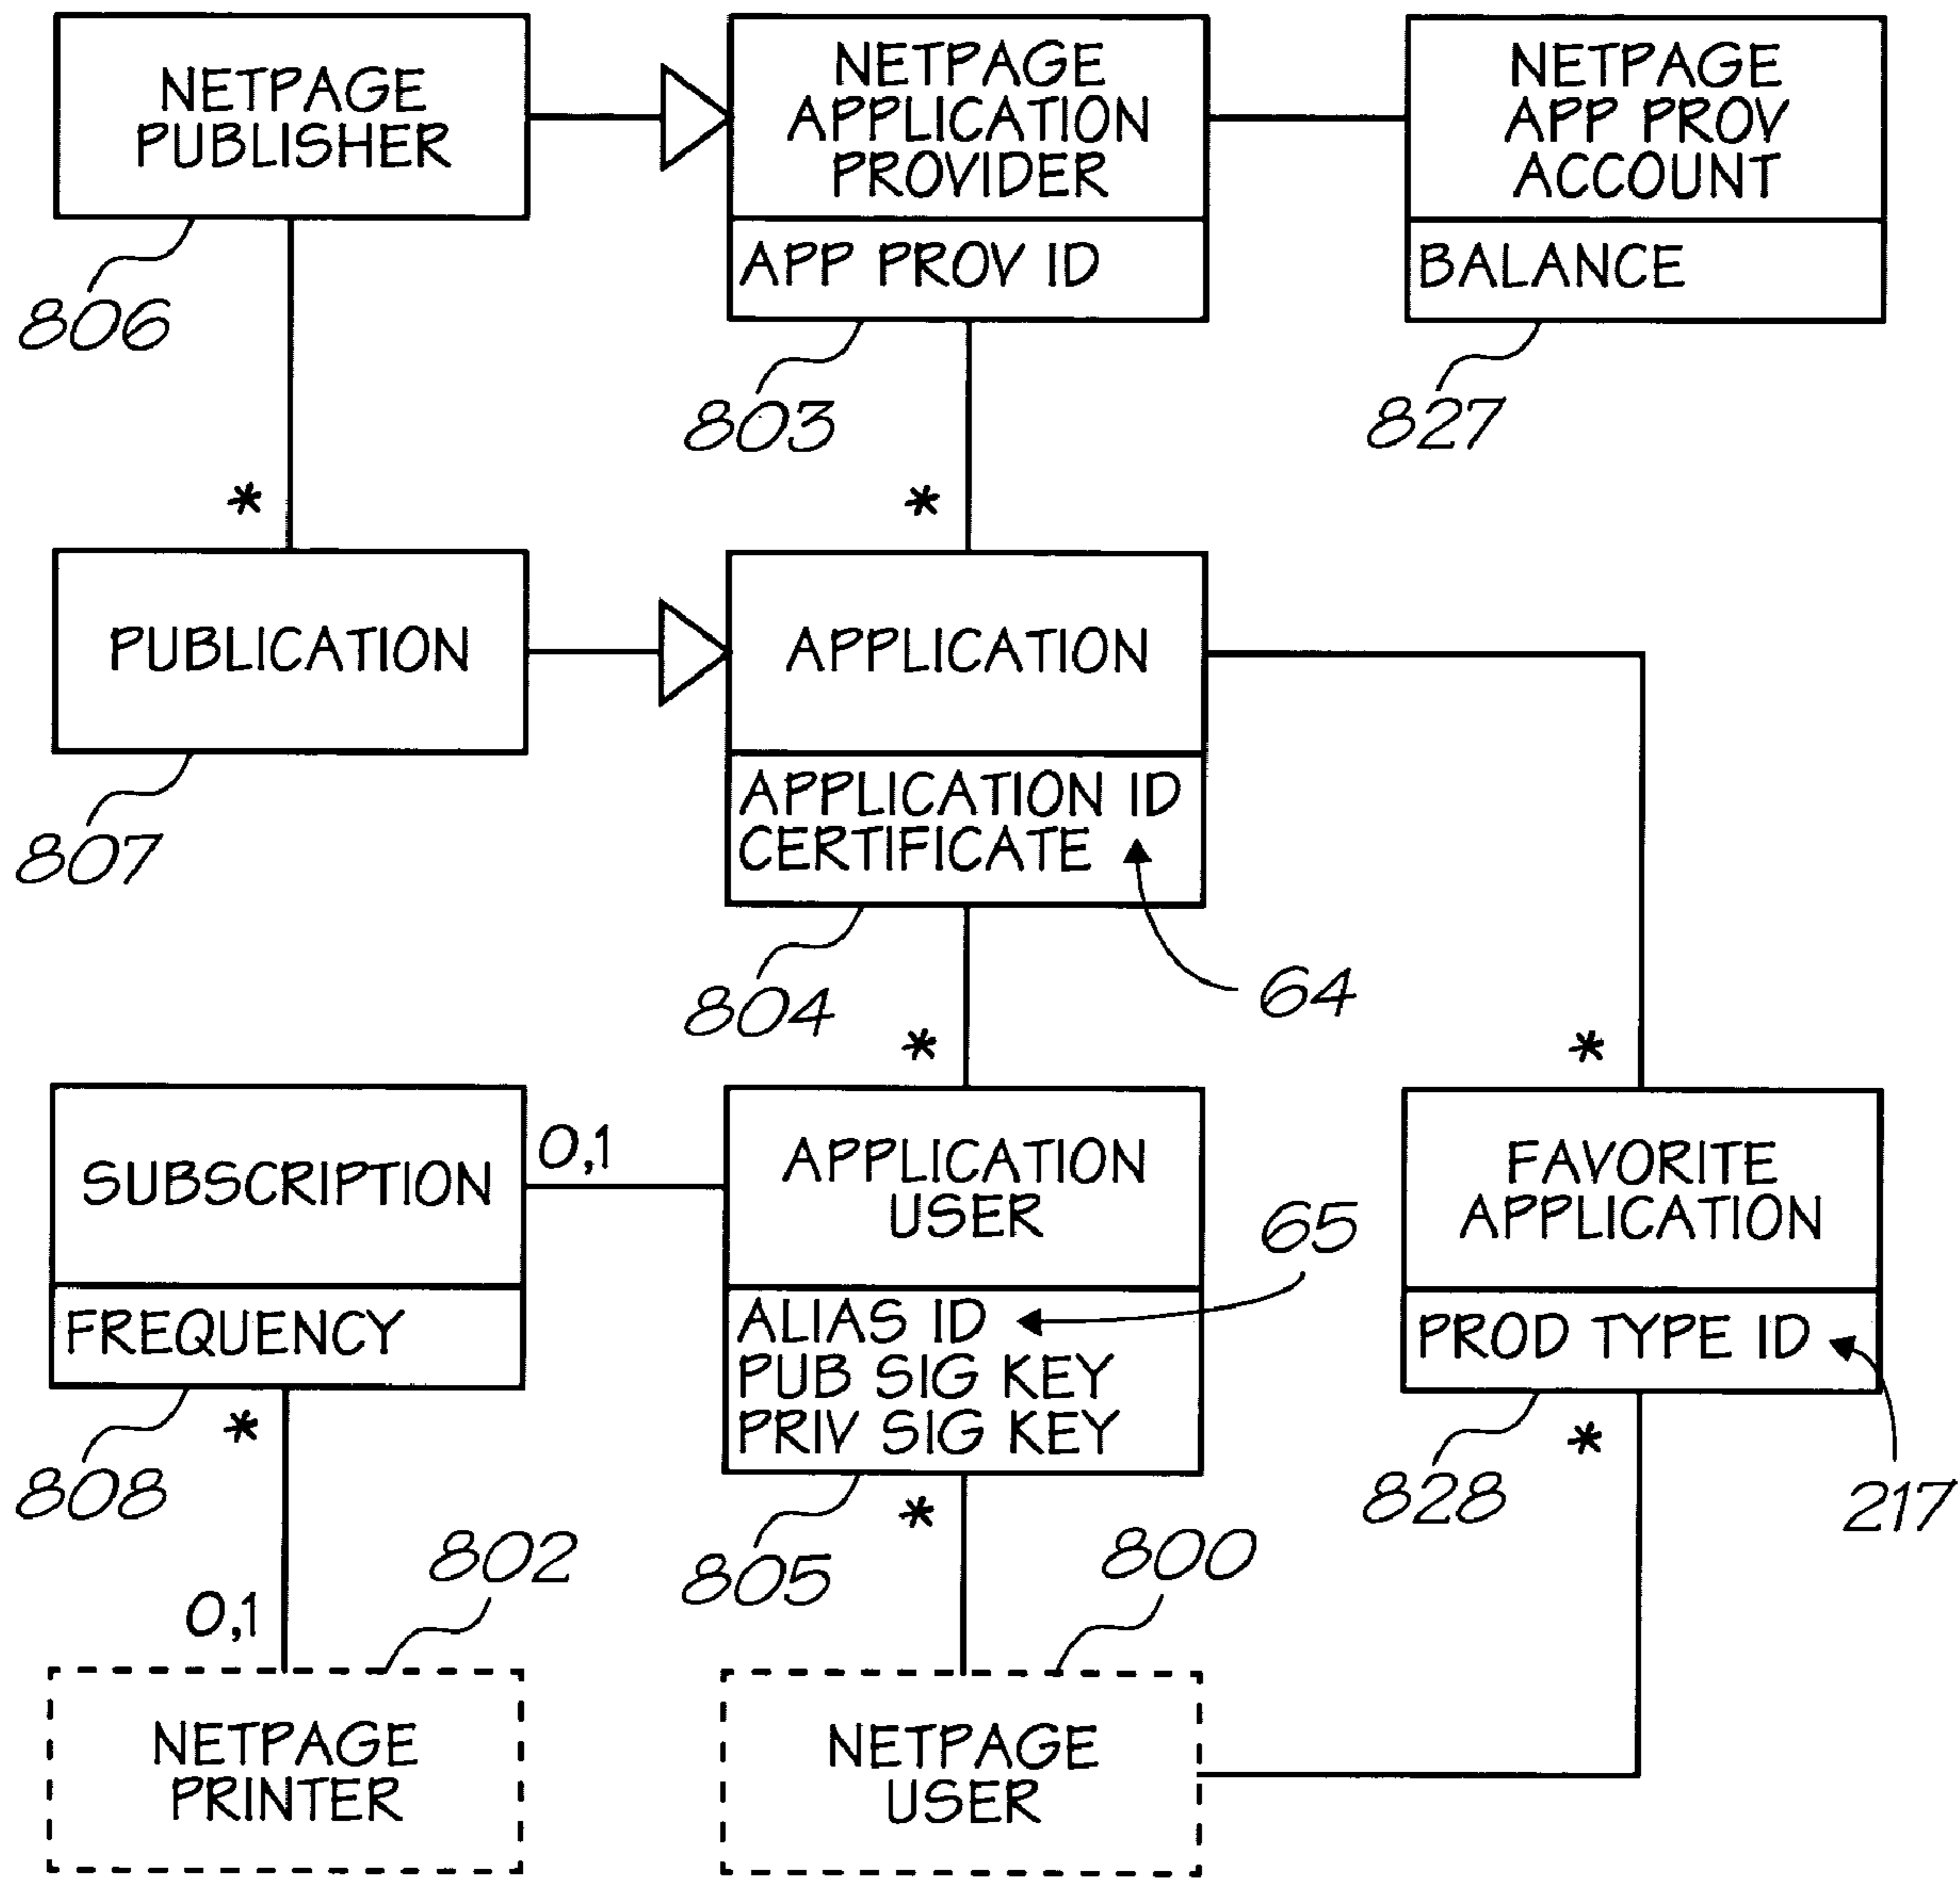 NETPAGE
PUBLISHER
NETPAGE
APPLICATION
PROVIDER
APP PROV ID
NETPAGE
APP PROV
ACCOUNT
BALANCE
806
803
827
*
*
PUBLICATION
APPLICATION
APPLICATION ID
CERTIFICATE
807
804
64
*
*
SUBSCRIPTION
FREQUENCY
0,1
APPLICATION
USER
ALIAS ID
PUB SIG KEY
PRIV SIG KEY
65
FAVORITE
APPLICATION
PROD TYPE ID
808
*
802
805
*
800
828
*
217
0,1
NETPAGE
PRINTER
NETPAGE
USER